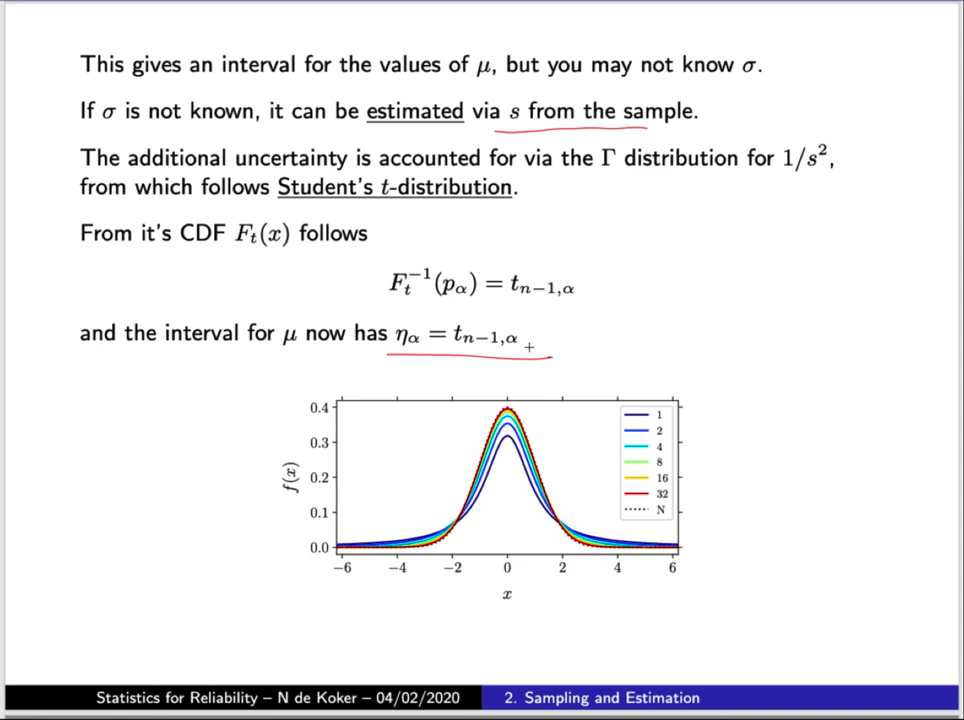 This gives an interval for the values of μ, but you may not know σ.
If σ is not known, it can be estimated via s from the sample.
The additional uncertainty is accounted for via the Γ distribution for 1/s²,
from which follows Student's t-distribution.
From it's CDF Fₜ(x) follows
Fₜ⁻¹(p_α) = t_{n−1,α}
and the interval for μ now has η_α = t_{n−1,α}
f(x)
0.4
0.3
0.2
0.1
0.0
−6 −4 −2 0 2 4 6
x
1
2
4
8
16
32
N
Statistics for Reliability – N de Koker – 04/02/2020 2. Sampling and Estimation